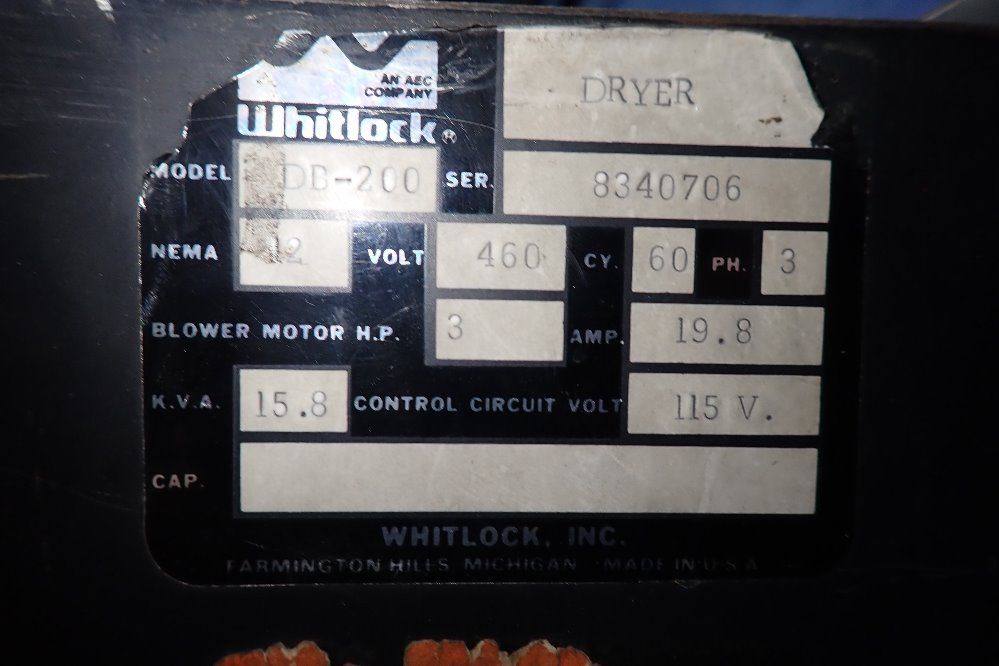 AN AEC
COMPANY
Whitlock®
DRYER
MODEL DB-200 SER. 8340706
NEMA 12 VOLT 460 CY. 60 PH. 3
BLOWER MOTOR H.P. 3 AMP. 19.8
K.V.A. 15.8 CONTROL CIRCUIT VOLT 115 V.
CAP.
WHITLOCK, INC.
FARMINGTON HILLS, MICHIGAN MADE IN U.S.A